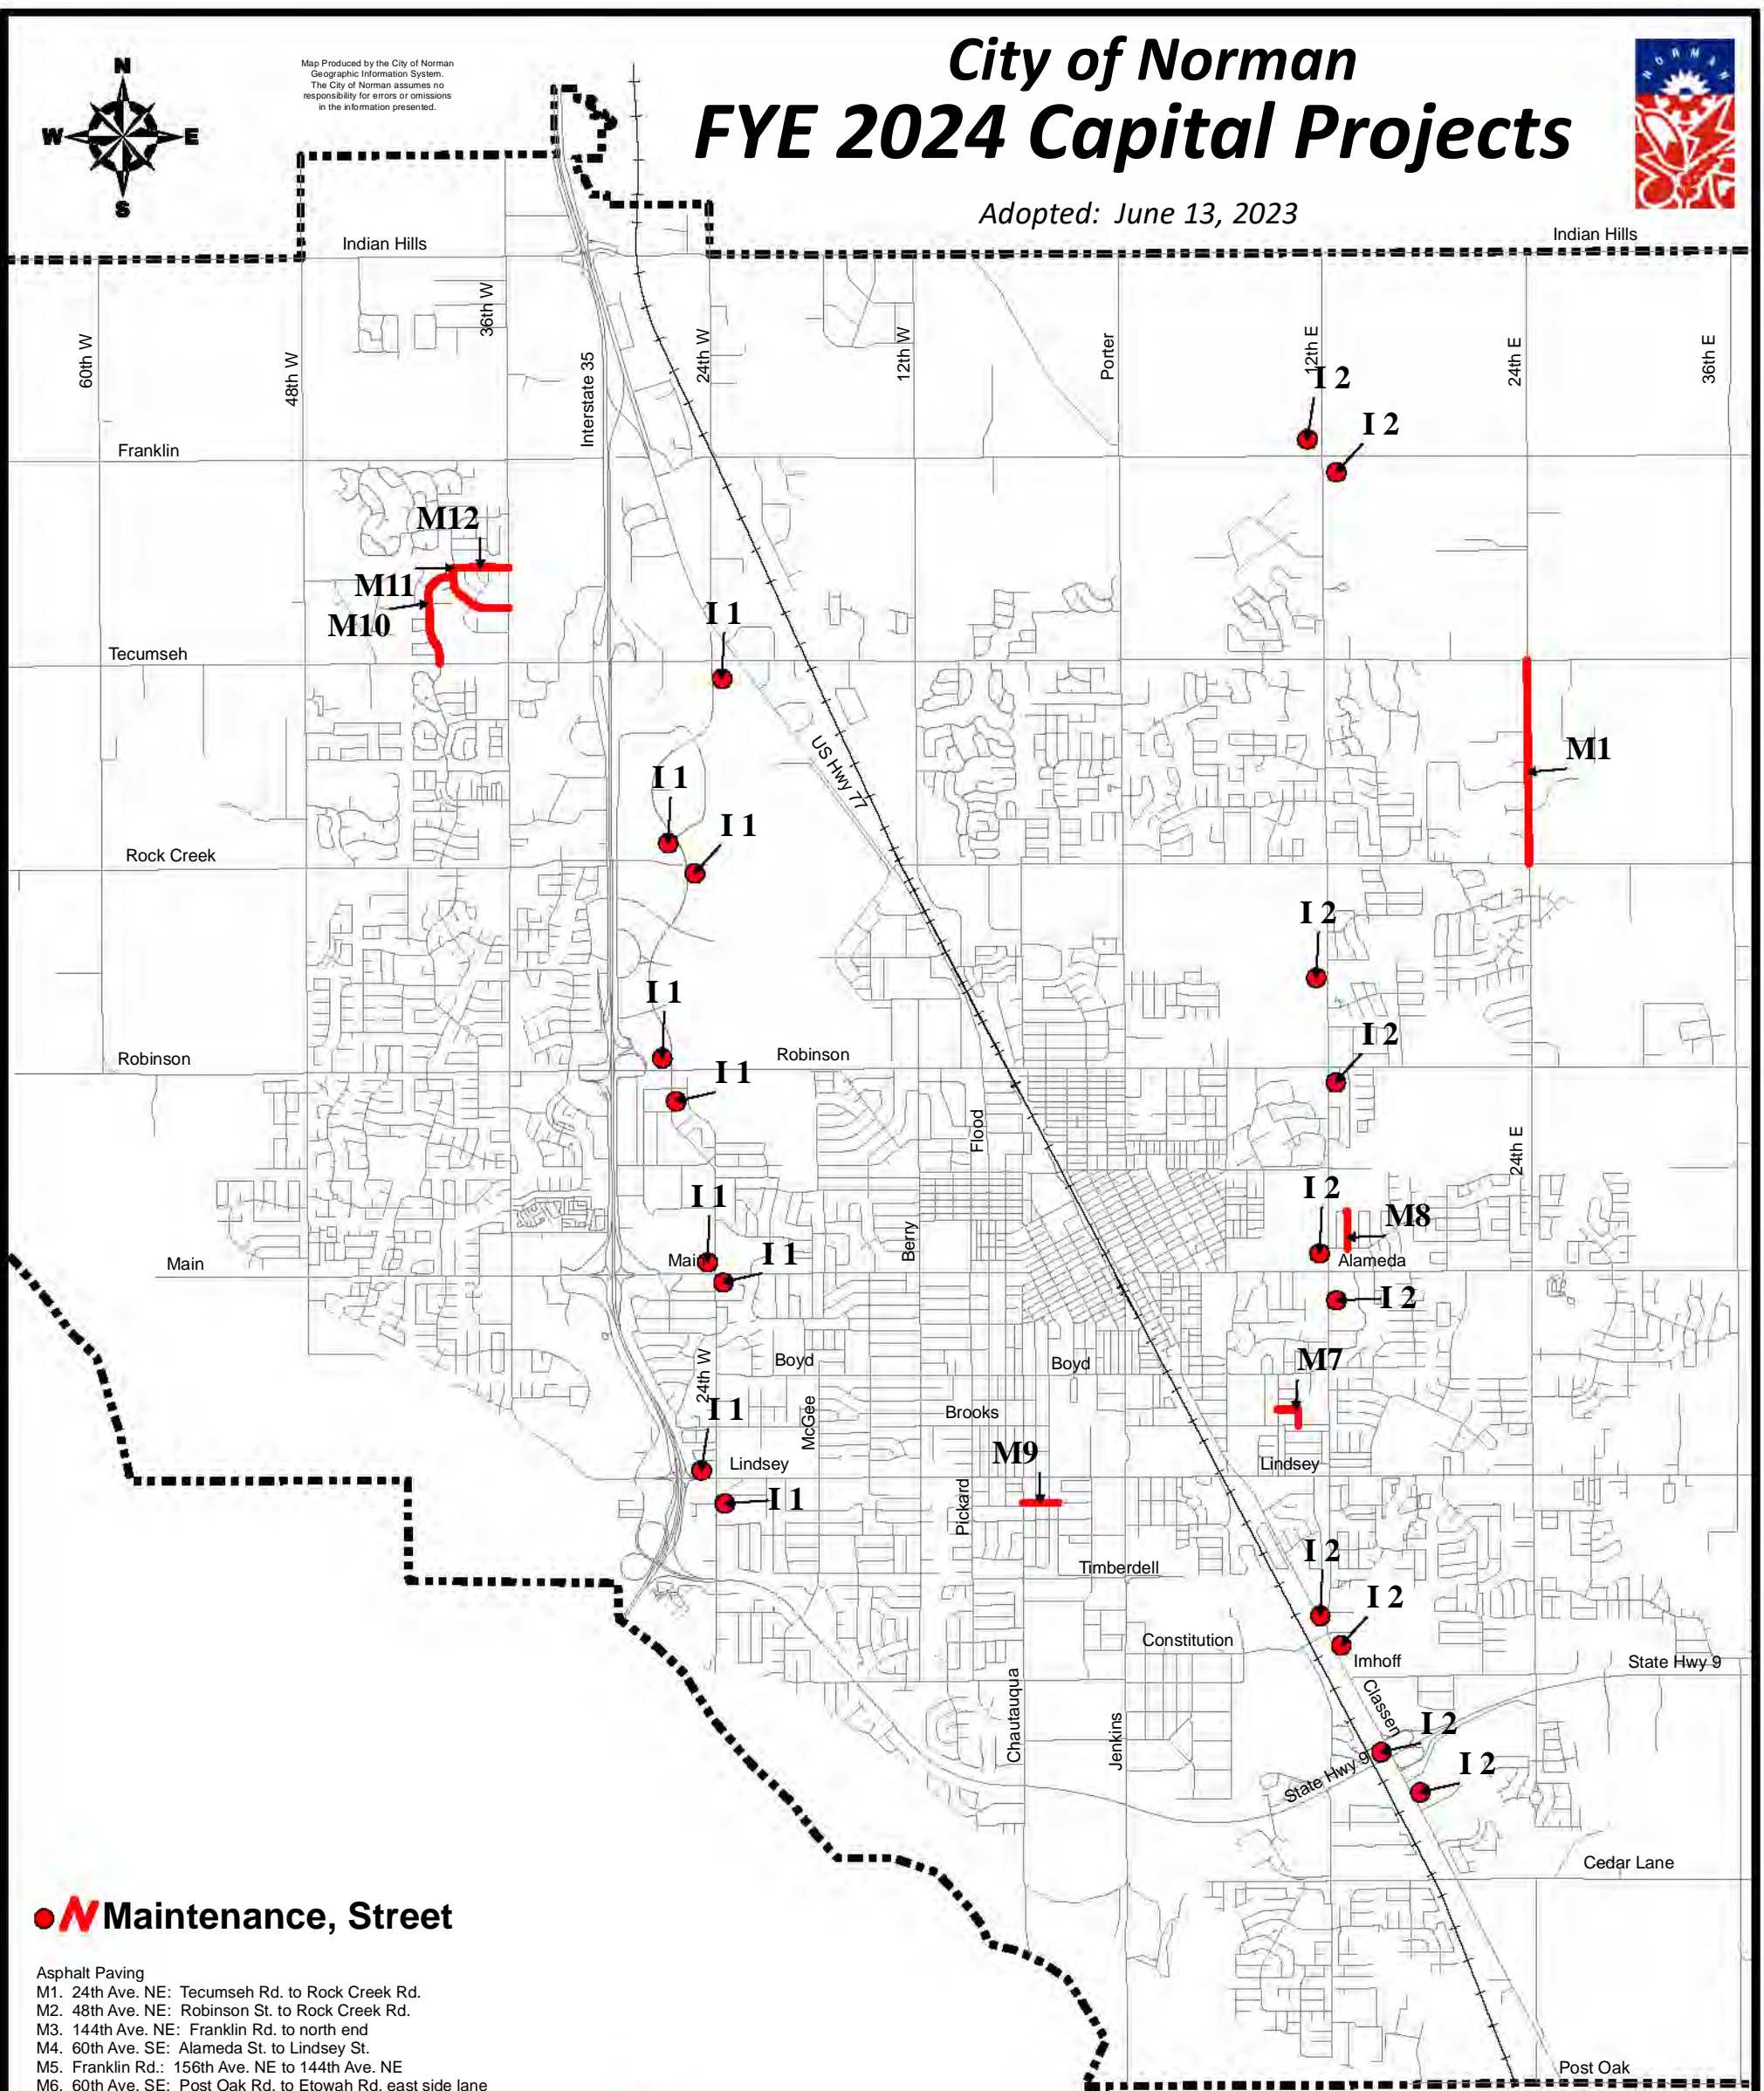 City of Norman
FYE 2024 Capital Projects
Adopted: June 13, 2023
NORMAN
Map Produced by the City of Norman
Geographic Information System.
The City of Norman assumes no
responsibility for errors or omissions
in the information presented.
N
W
E
S
Indian Hills
Indian Hills
60th W
48th W
36th W
Interstate 35
24th W
12th W
Porter
12th E
24th E
36th E
I 2
I 2
Franklin
M12
M11
M10
I 1
Tecumseh
M1
US Hwy 77
I 1
I 1
Rock Creek
I 2
I 1
I 2
Robinson
Robinson
I 1
Flood
24th E
I 1
I 2
M8
Berry
Main
Main
I 1
Alameda
I 2
24th W
Boyd
Boyd
M7
I 1
McGee
Brooks
M9
Lindsey
Lindsey
I 1
Pickard
I 2
Timberdell
I 2
Constitution
Imhoff
State Hwy 9
Chautauqua
Jenkins
Classen
I 2
State Hwy 9
I 2
Cedar Lane
Post Oak
Maintenance, Street
Asphalt Paving
M1. 24th Ave. NE: Tecumseh Rd. to Rock Creek Rd.
M2. 48th Ave. NE: Robinson St. to Rock Creek Rd.
M3. 144th Ave. NE: Franklin Rd. to north end
M4. 60th Ave. SE: Alameda St. to Lindsey St.
M5. Franklin Rd.: 156th Ave. NE to 144th Ave. NE
M6. 60th Ave. SE: Post Oak Rd. to Etowah Rd. east side lane